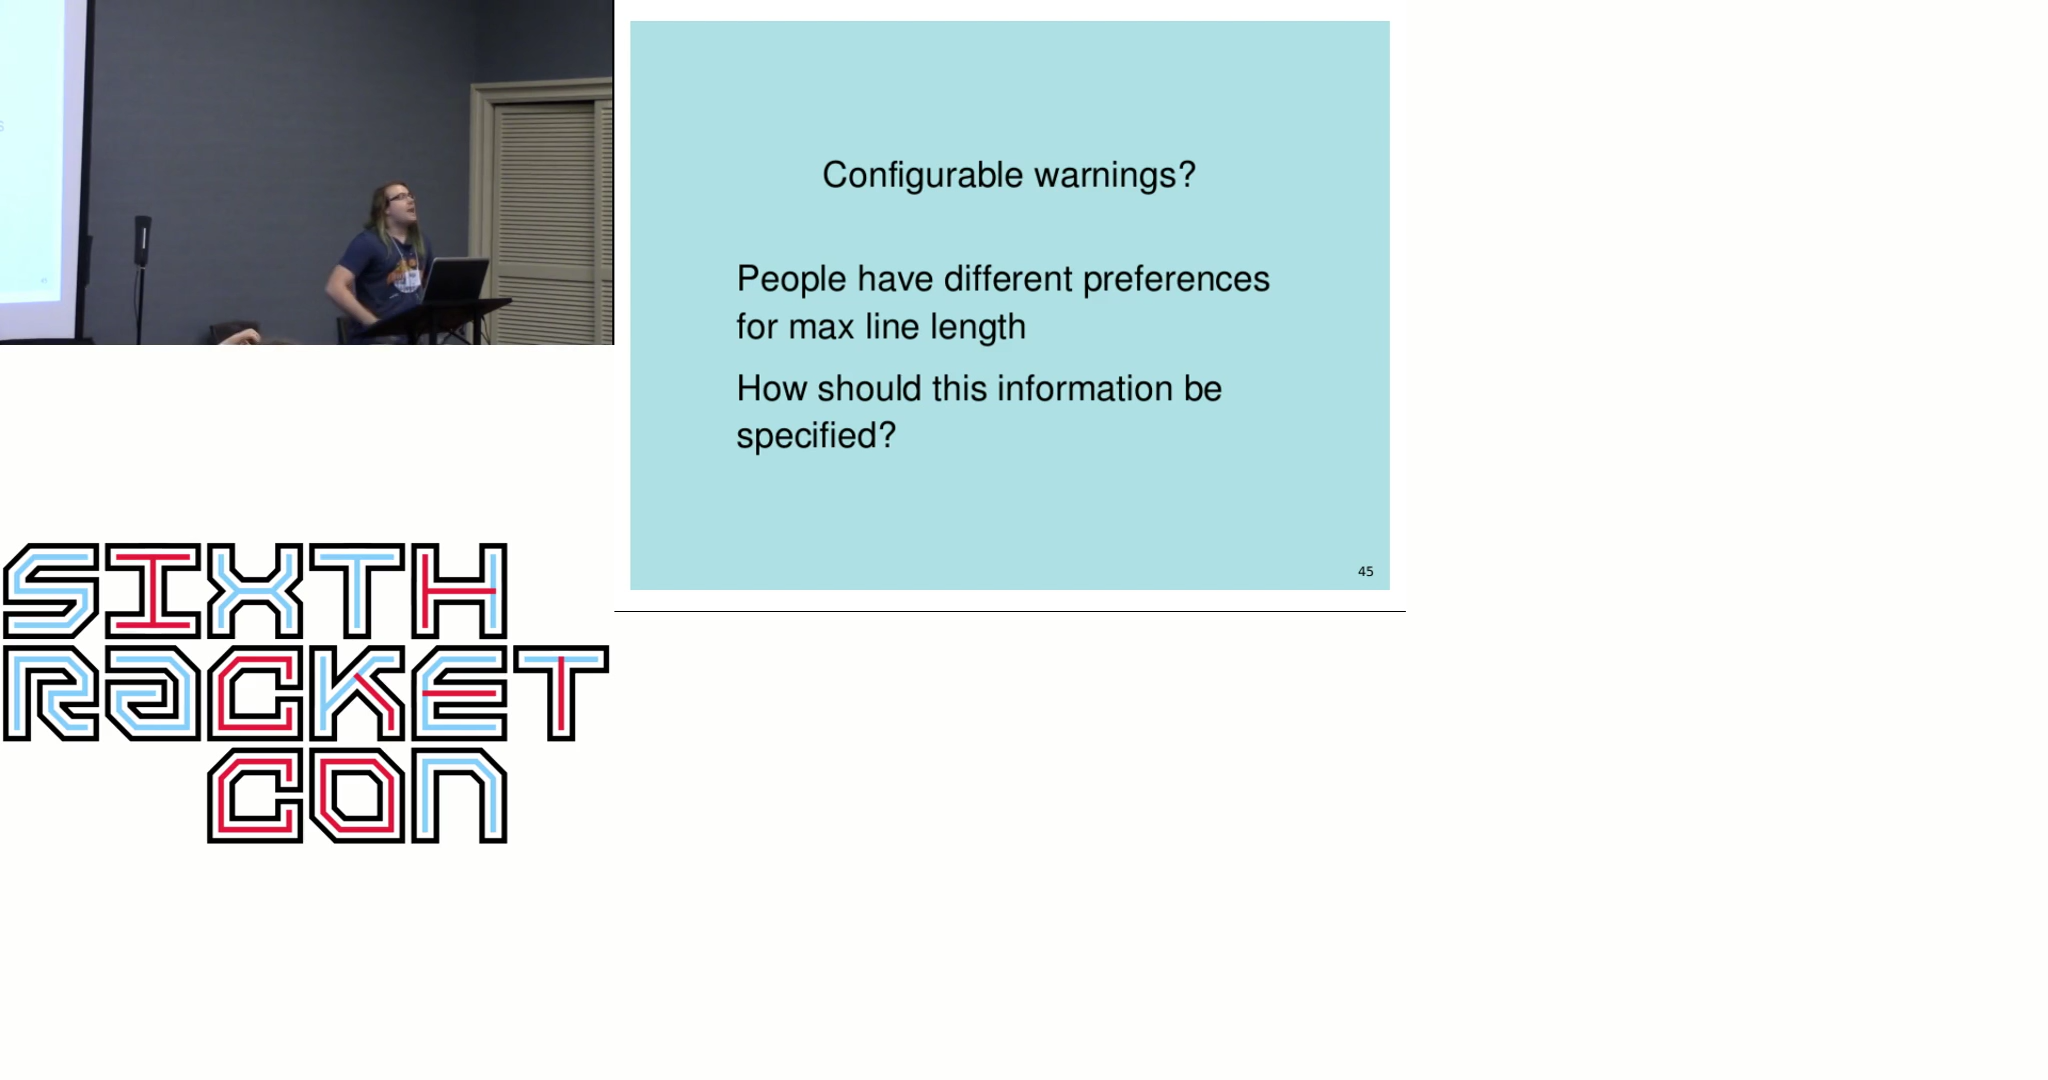 Configurable warnings?
People have different preferences
for max line length
How should this information be
specified?
45
SIXTH
RACKET
CON